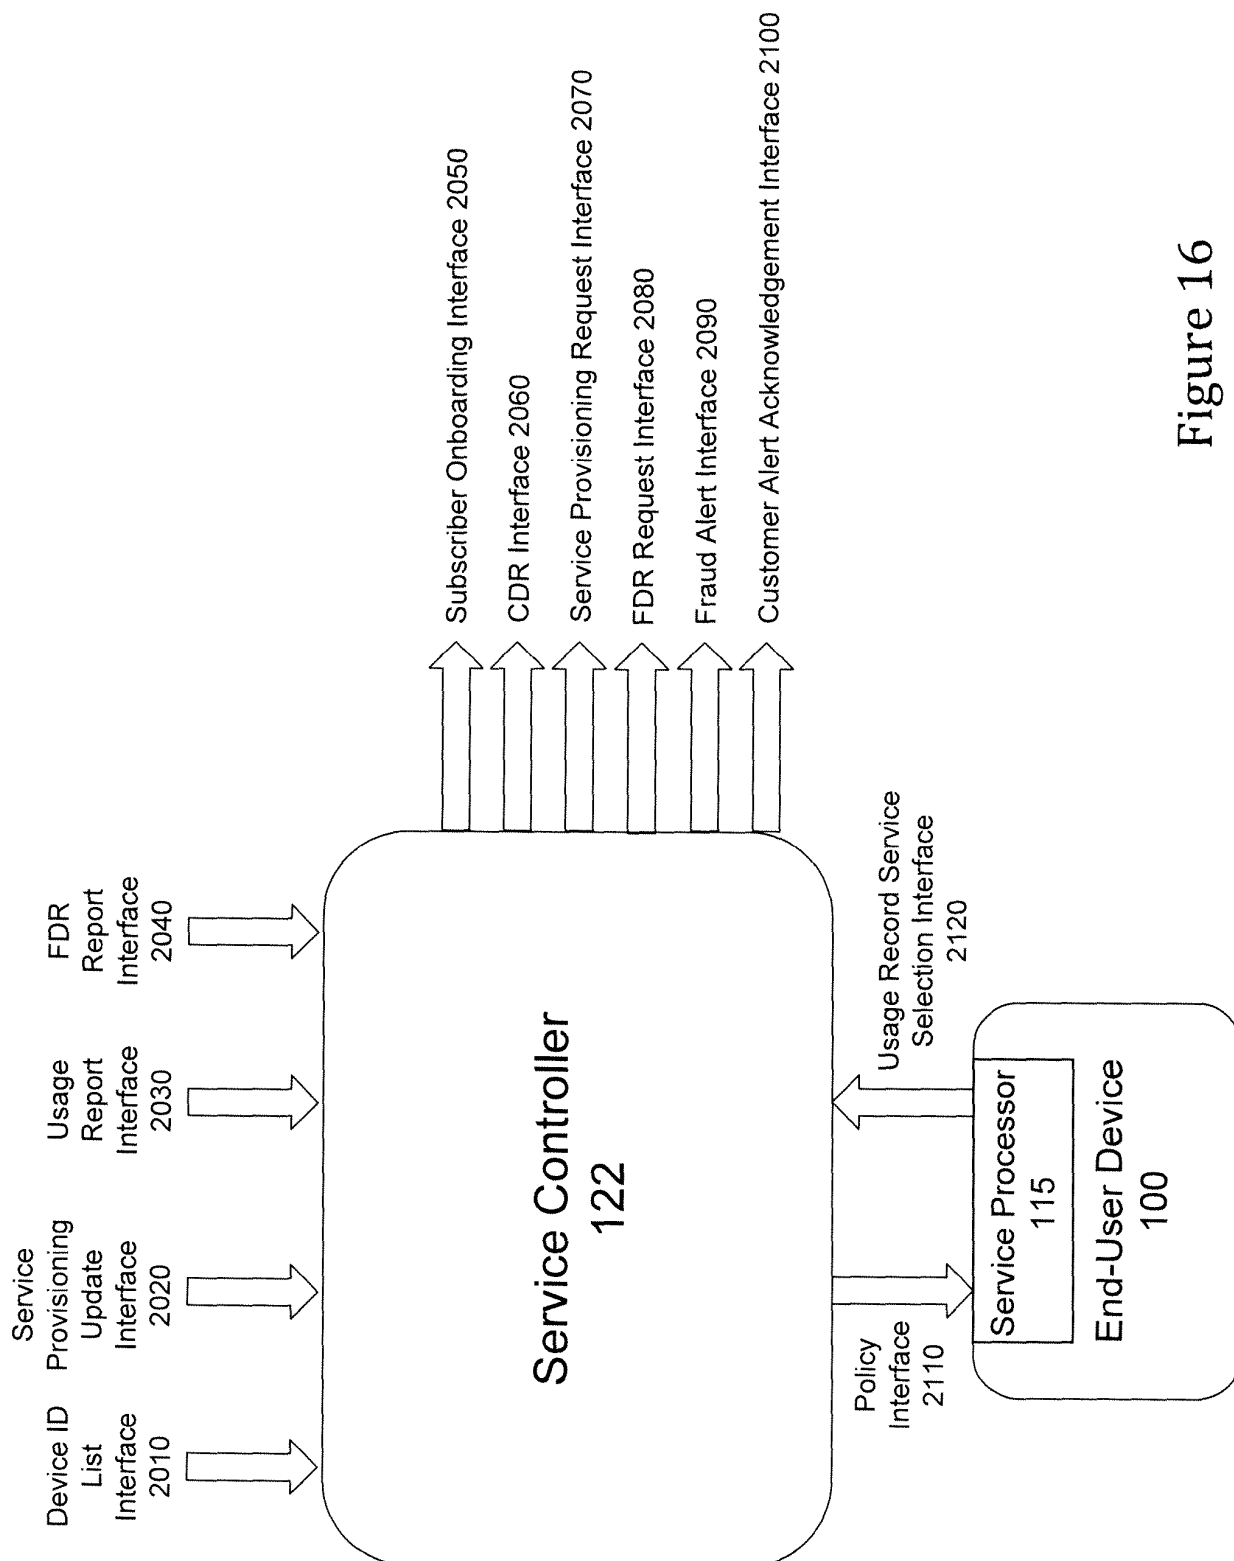 Device ID
List
Interface
2010
Service
Provisioning
Update
Interface
2020
Usage
Report
Interface
2030
FDR
Report
Interface
2040
Service Controller
122
Subscriber Onboarding Interface 2050
CDR Interface 2060
Service Provisioning Request Interface 2070
FDR Request Interface 2080
Fraud Alert Interface 2090
Customer Alert Acknowledgement Interface 2100
Policy
Interface
2110
Usage Record Service
Selection Interface
2120
Service Processor
115
End-User Device
100
Figure 16